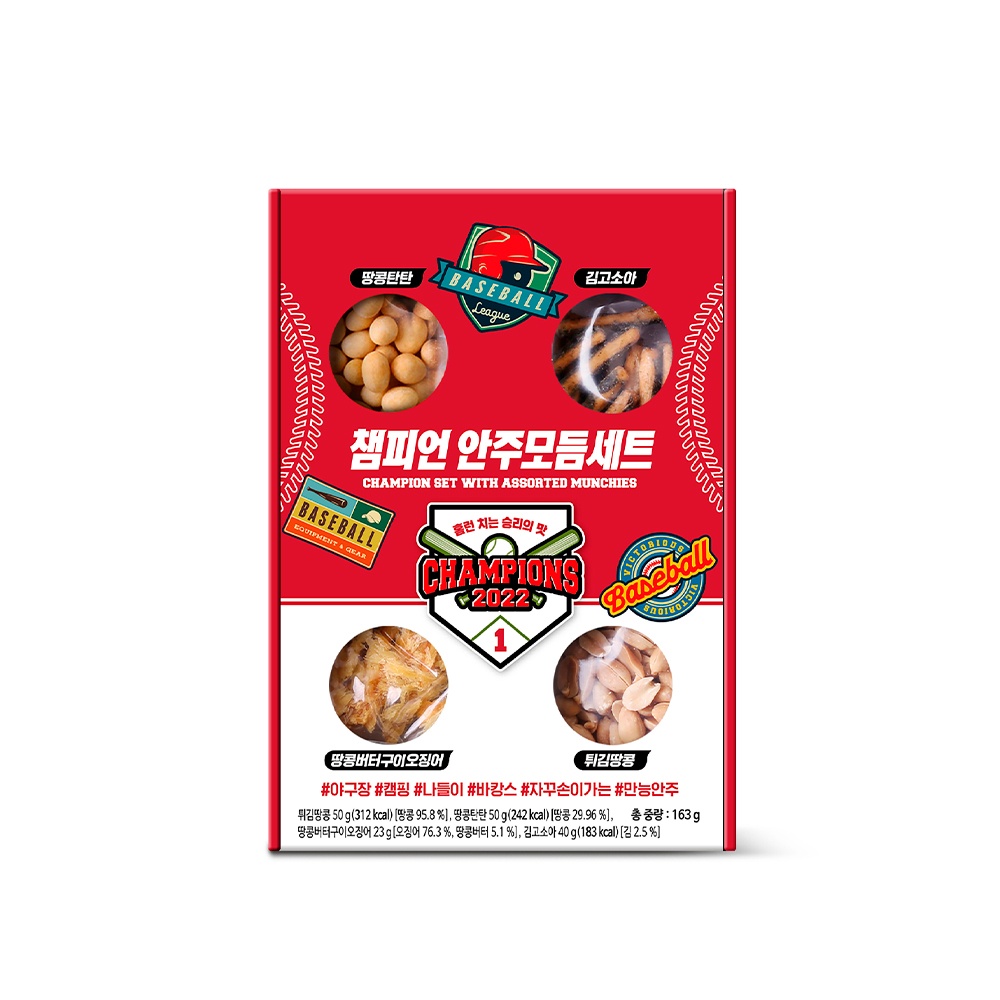 BASEBALL
League
땅콩탄탄
김고소아
챔피언 안주모듬세트
CHAMPION SET WITH ASSORTED MUNCHIES
BASEBALL
EQUIPMENT & GEAR
홈런 치는 승리의 맛
CHAMPIONS
2022
1
VICTORIOUS
Baseball
VICTORIOUS
땅콩버터구이오징어
튀김땅콩
#야구장 #캠핑 #나들이 #바캉스 #자꾸손이가는 #만능안주
튀김땅콩 50 g (312 kcal) [땅콩 95.8 %], 땅콩탄탄 50 g (242 kcal) [땅콩 29.96 %], 총 중량 : 163 g
땅콩버터구이오징어 23 g [오징어 76.3 %, 땅콩버터 5.1 %], 김고소아 40 g (183 kcal) [김 2.5 %]